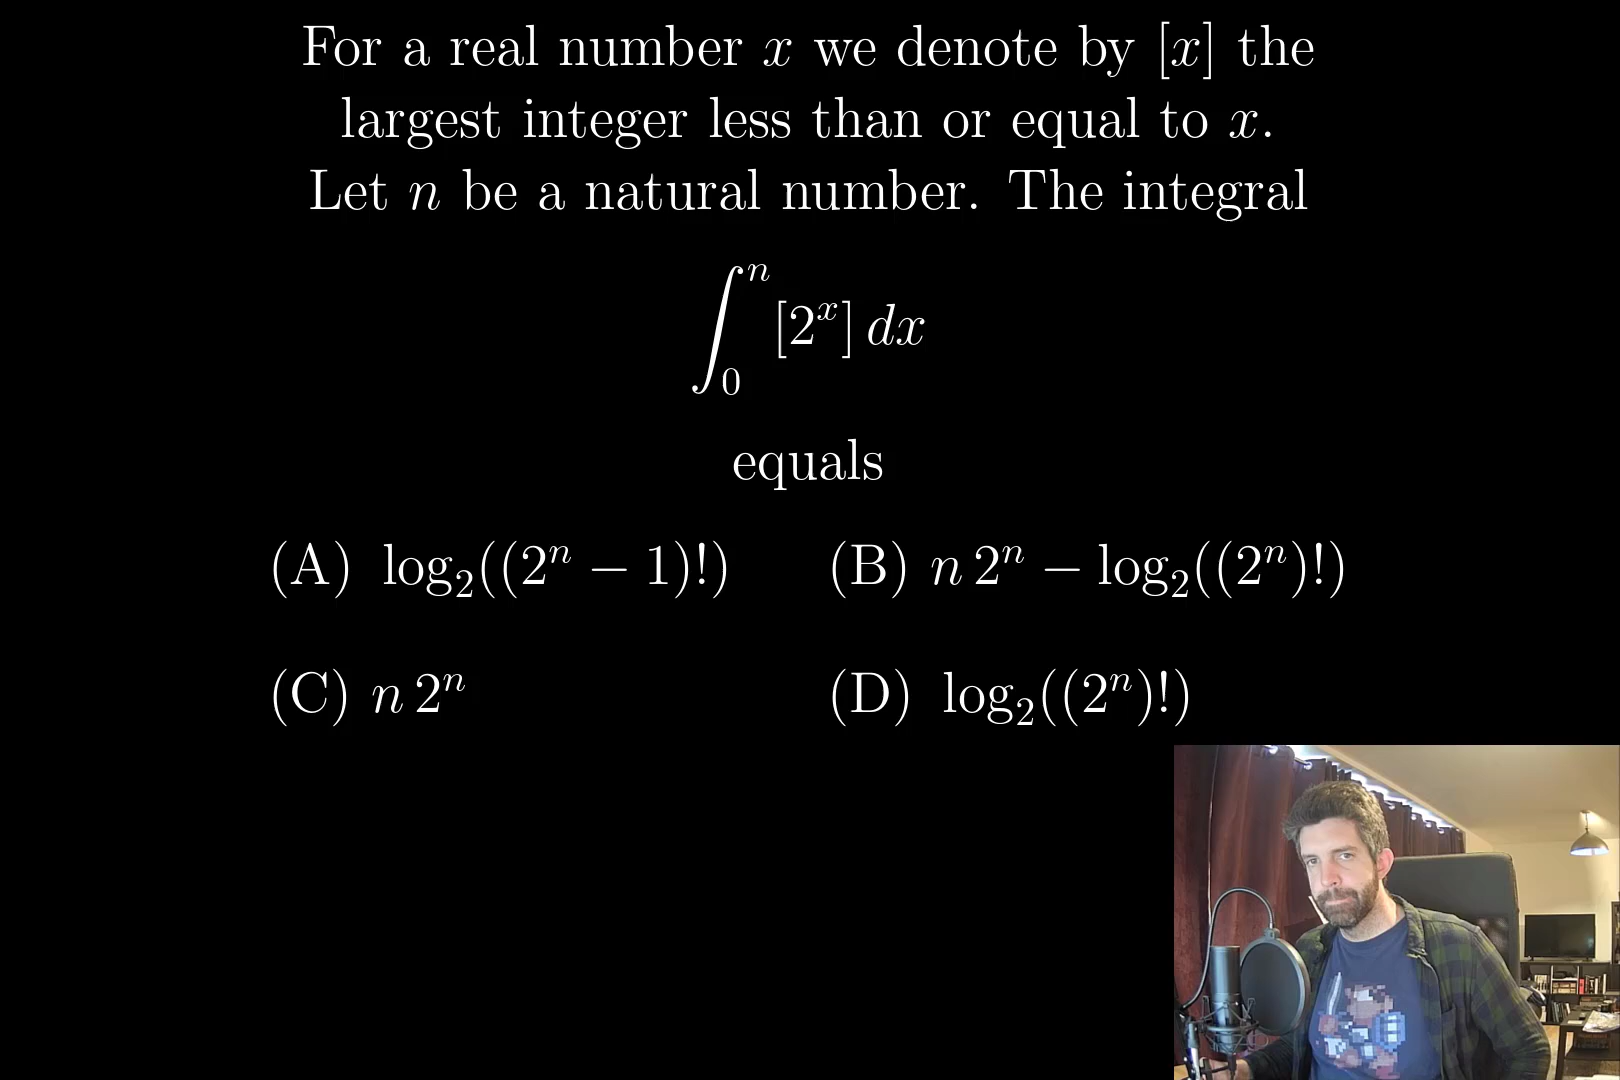 For a real number x we denote by [x] the
largest integer less than or equal to x.
Let n be a natural number. The integral
∫₀ⁿ [2ˣ] dx
equals
(A) log₂((2ⁿ − 1)!) (B) n 2ⁿ − log₂((2ⁿ)!)
(C) n 2ⁿ (D) log₂((2ⁿ)!)